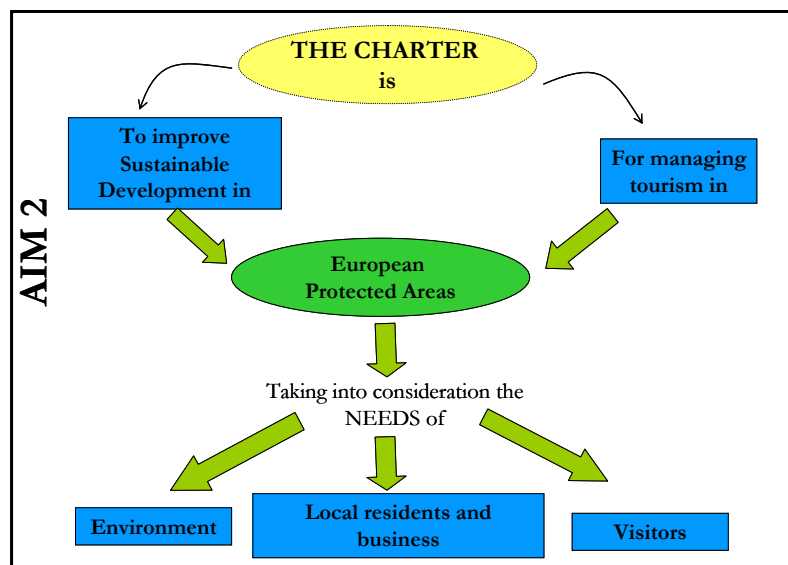 THE CHARTER
is
To improve
Sustainable
Development in
For managing
tourism in
AIM 2
European
Protected Areas
Taking into consideration the
NEEDS of
Environment
Local residents and
business
Visitors